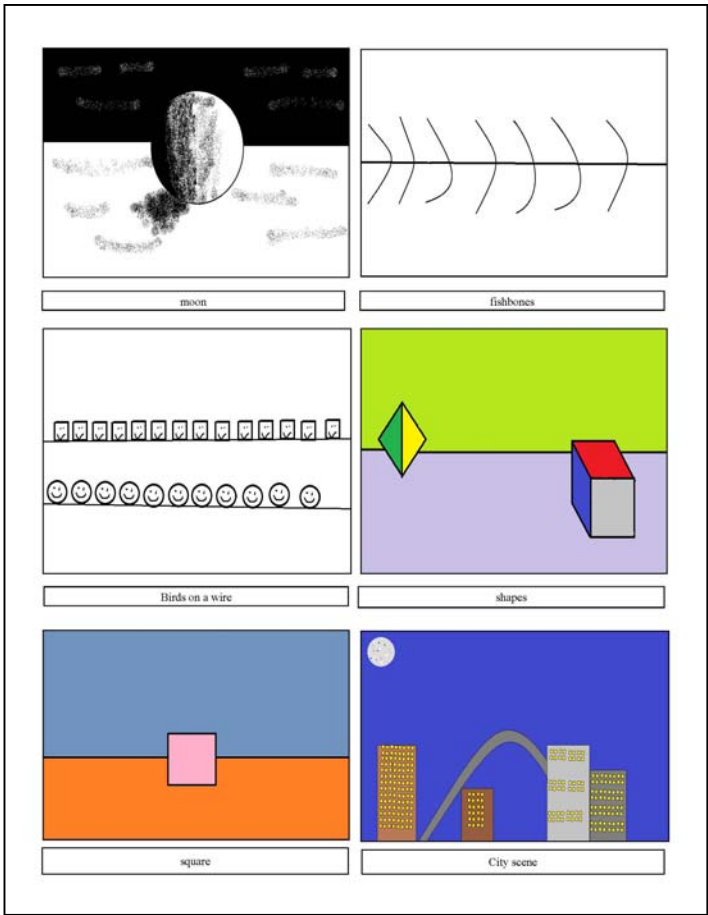 moon
fishbones
Birds on a wire
shapes
square
City scene